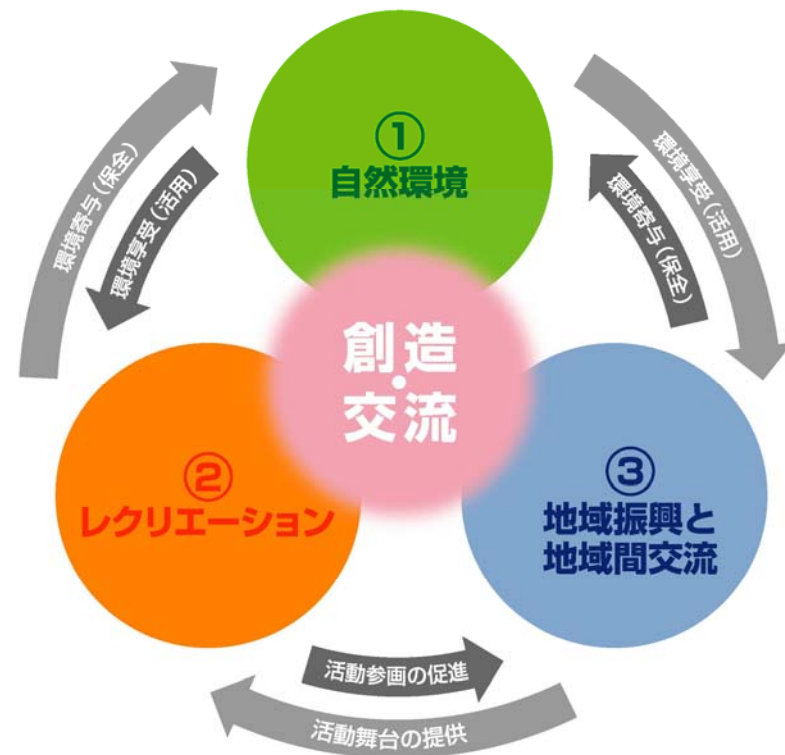 ①
自然環境
環境寄与(保全)
環境享受(活用)
環境享受(活用)
環境寄与(保全)
創造
・
交流
②
レクリエーション
③
地域振興と
地域間交流
活動参画の促進
活動舞台の提供